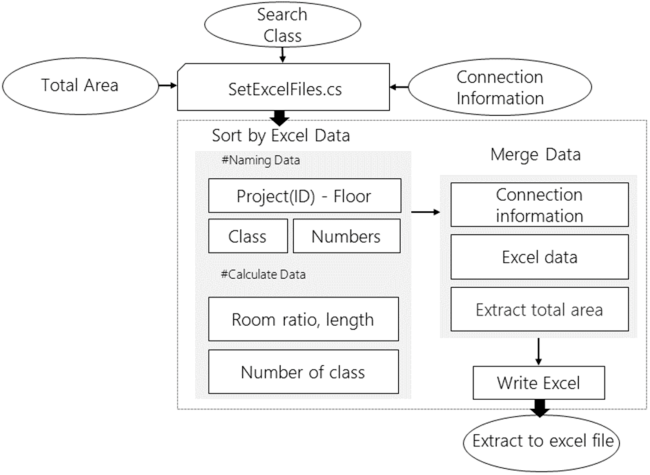 Search
Class
Total Area
SetExcelFiles.cs
Connection
Information
Sort by Excel Data
#Naming Data
Project(ID) - Floor
Class
Numbers
#Calculate Data
Room ratio, length
Number of class
Merge Data
Connection
information
Excel data
Extract total area
Write Excel
Extract to excel file